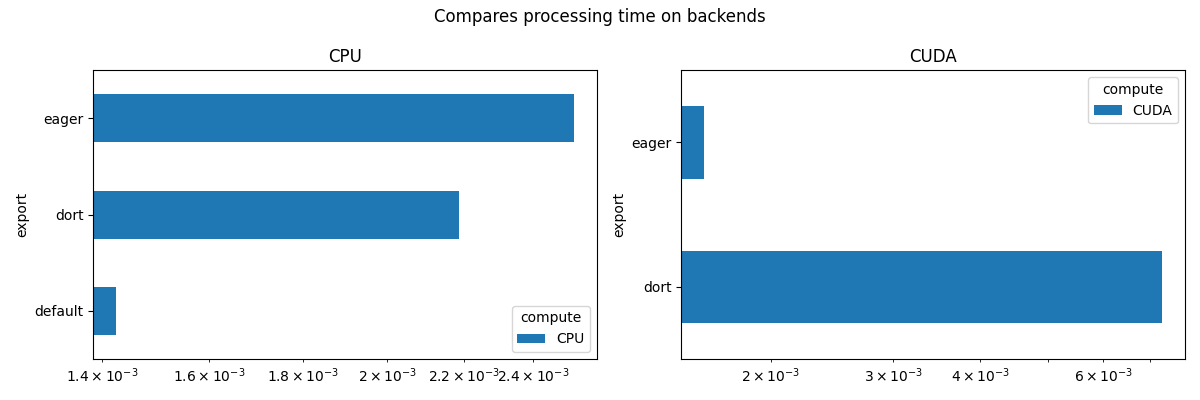 Compares processing time on backends
CPU
export
eager
dort
default
compute
CPU
1.4 × 10⁻³
1.6 × 10⁻³
1.8 × 10⁻³
2 × 10⁻³
2.2 × 10⁻³
2.4 × 10⁻³
CUDA
export
eager
dort
compute
CUDA
2 × 10⁻³
3 × 10⁻³
4 × 10⁻³
6 × 10⁻³